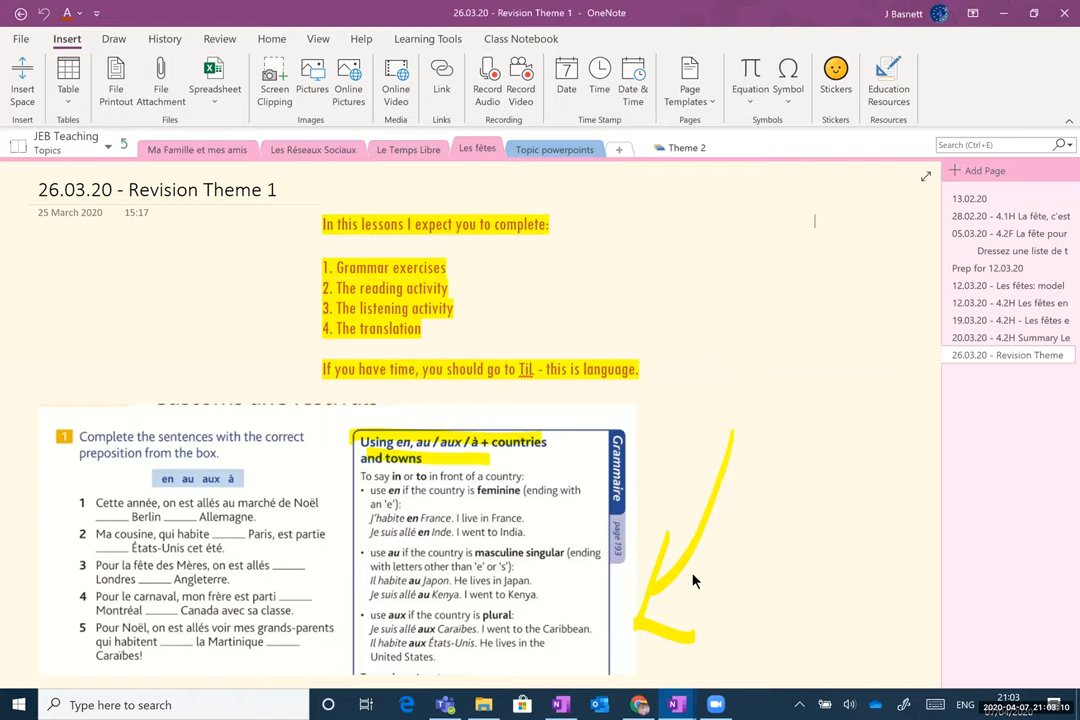 26.03.20 - Revision Theme 1 - OneNote
J Basnett
File Insert Draw History Review Home View Help Learning Tools Class Notebook
Insert Space
Table
File Printout
File Attachment
Spreadsheet
Screen Clipping
Pictures
Online Pictures
Online Video
Link
Record Audio
Record Video
Date
Time
Date & Time
Page Templates
Equation
Symbol
Stickers
Education Resources
Insert Tables Files Images Media Links Recording Time Stamp Pages Symbols Stickers Resources
JEB Teaching
Topics
Ma Famille et mes amis
Les Réseaux Sociaux
Le Temps Libre
Les fêtes
Topic powerpoints
Theme 2
Search (Ctrl+E)
26.03.20 - Revision Theme 1
25 March 2020 15:17
In this lessons I expect you to complete:
1. Grammar exercises
2. The reading activity
3. The listening activity
4. The translation
If you have time, you should go to TiL - this is language.
1 Complete the sentences with the correct
preposition from the box.
en au aux à
1 Cette année, on est allés au marché de Noël
______ Berlin ______ Allemagne.
2 Ma cousine, qui habite ______ Paris, est partie
______ États-Unis cet été.
3 Pour la fête des Mères, on est allés ______
Londres ______ Angleterre.
4 Pour le carnaval, mon frère est parti ______
Montréal ______ Canada avec sa classe.
5 Pour Noël, on est allés voir mes grands-parents
qui habitent ______ la Martinique ______
Caraïbes!
Using en, au / aux / à + countries
and towns
To say in or to in front of a country:
• use en if the country is feminine (ending with
an 'e'):
J'habite en France. I live in France.
Je suis allé en Inde. I went to India.
• use au if the country is masculine singular (ending
with letters other than 'e' or 's'):
Il habite au Japon. He lives in Japan.
Je suis allé au Kenya. I went to Kenya.
• use aux if the country is plural:
Je suis allé aux Caraïbes. I went to the Caribbean.
Il habite aux États-Unis. He lives in the
United States.
Grammaire
page 193
Add Page
13.02.20
28.02.20 - 4.1H La fête, c'est
05.03.20 - 4.2F La fête pour
Dressez une liste de t
Prep for 12.03.20
12.03.20 - Les fêtes: model
12.03.20 - 4.2H Les fêtes en
19.03.20 - 4.2H - Les fêtes e
20.03.20 - 4.2H Summary Le
26.03.20 - Revision Theme
Type here to search
ENG
21:03
2020-04-07 21:03:10